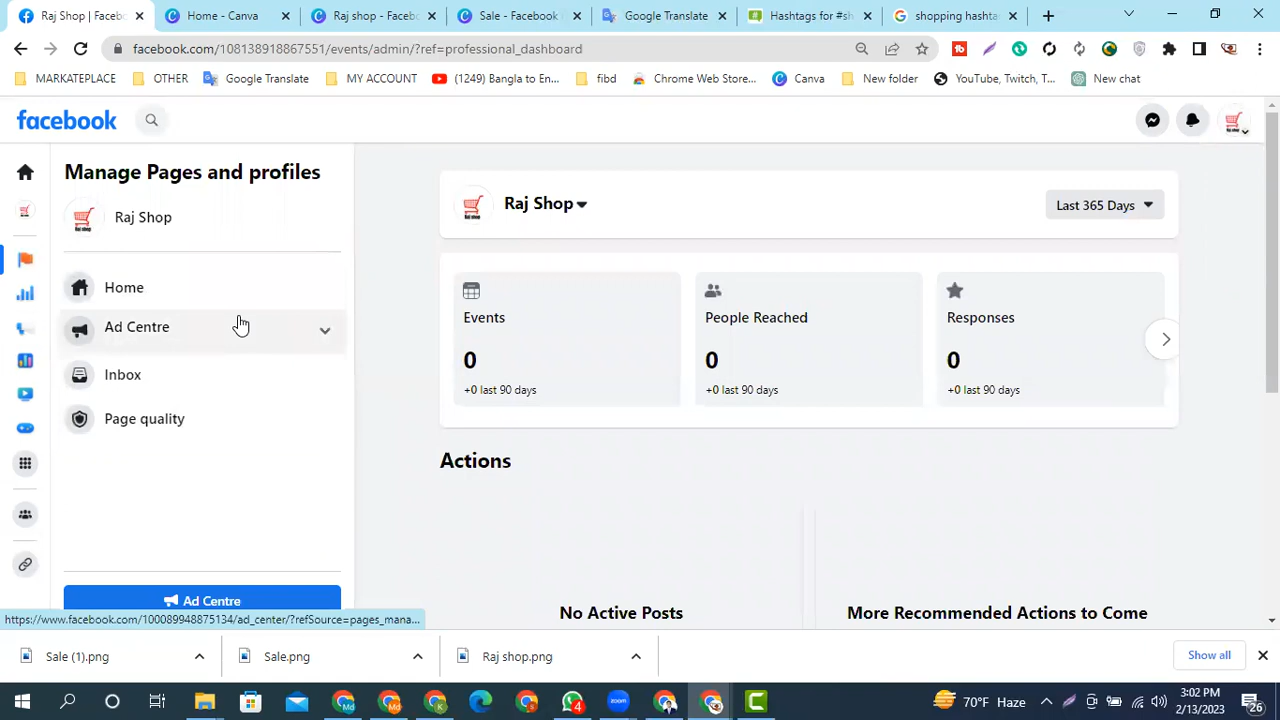 Raj Shop | Facebo
Home - Canva
Raj shop - Facebo
Sale - Facebook
Google Translate
Hashtags for #sh
shopping hashta
facebook.com/108138918867551/events/admin/?ref=professional_dashboard
MARKATEPLACE
OTHER
Google Translate
MY ACCOUNT
(1249) Bangla to En...
fibd
Chrome Web Store...
Canva
New folder
YouTube, Twitch, T...
New chat
facebook
Manage Pages and profiles
Raj Shop
Home
Ad Centre
Inbox
Page quality
Ad Centre
Raj Shop
Last 365 Days
Events
0
+0 last 90 days
People Reached
0
+0 last 90 days
Responses
0
+0 last 90 days
Actions
No Active Posts
More Recommended Actions to Come
https://www.facebook.com/100089948875134/ad_center/?refSource=pages_mana...
Sale (1).png
Sale.png
Raj shop.png
Show all
4
zoom
70°F Haze
3:02 PM
2/13/2023
26